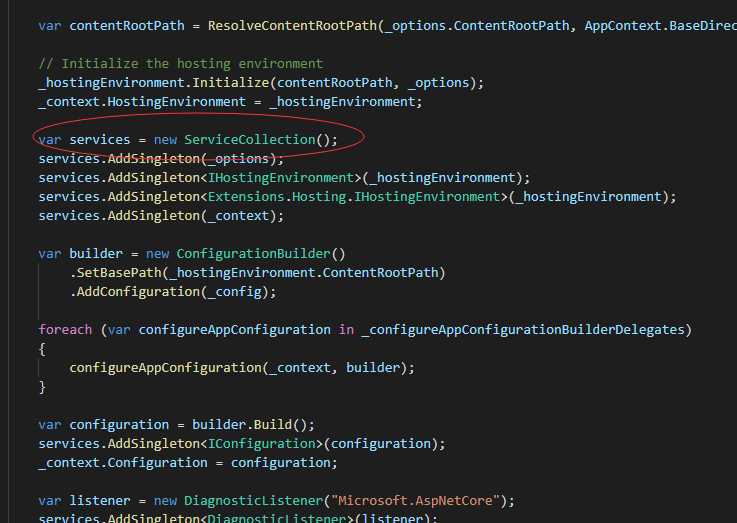 var contentRootPath = ResolveContentRootPath(_options.ContentRootPath, AppContext.BaseDirec
// Initialize the hosting environment
_hostingEnvironment.Initialize(contentRootPath, _options);
_context.HostingEnvironment = _hostingEnvironment;
var services = new ServiceCollection();
services.AddSingleton(_options);
services.AddSingleton<IHostingEnvironment>(_hostingEnvironment);
services.AddSingleton<Extensions.Hosting.IHostingEnvironment>(_hostingEnvironment);
services.AddSingleton(_context);
var builder = new ConfigurationBuilder()
.SetBasePath(_hostingEnvironment.ContentRootPath)
.AddConfiguration(_config);
foreach (var configureAppConfiguration in _configureAppConfigurationBuilderDelegates)
{
configureAppConfiguration(_context, builder);
}
var configuration = builder.Build();
services.AddSingleton<IConfiguration>(configuration);
_context.Configuration = configuration;
var listener = new DiagnosticListener("Microsoft.AspNetCore");
services.AddSingleton<DiagnosticListener>(listener);